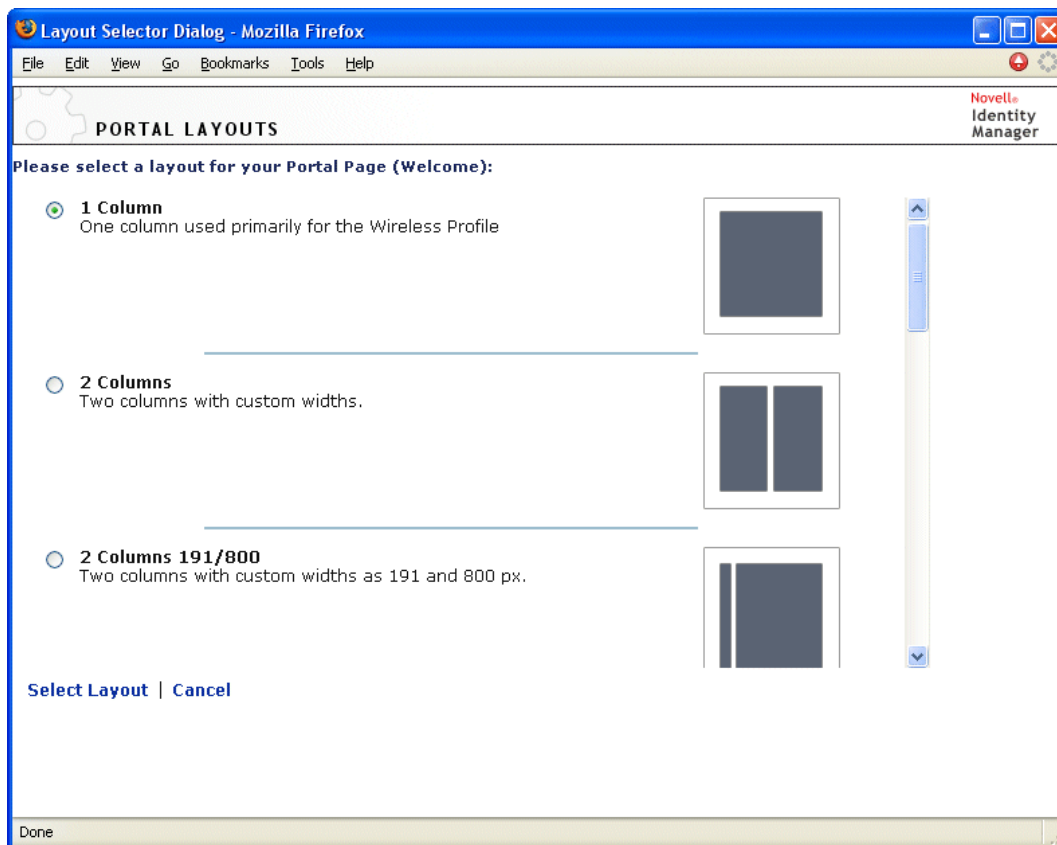 Layout Selector Dialog - Mozilla Firefox
File Edit View Go Bookmarks Tools Help
PORTAL LAYOUTS
Novell®
Identity
Manager
Please select a layout for your Portal Page (Welcome):
1 Column
One column used primarily for the Wireless Profile
2 Columns
Two columns with custom widths.
2 Columns 191/800
Two columns with custom widths as 191 and 800 px.
Select Layout | Cancel
Done